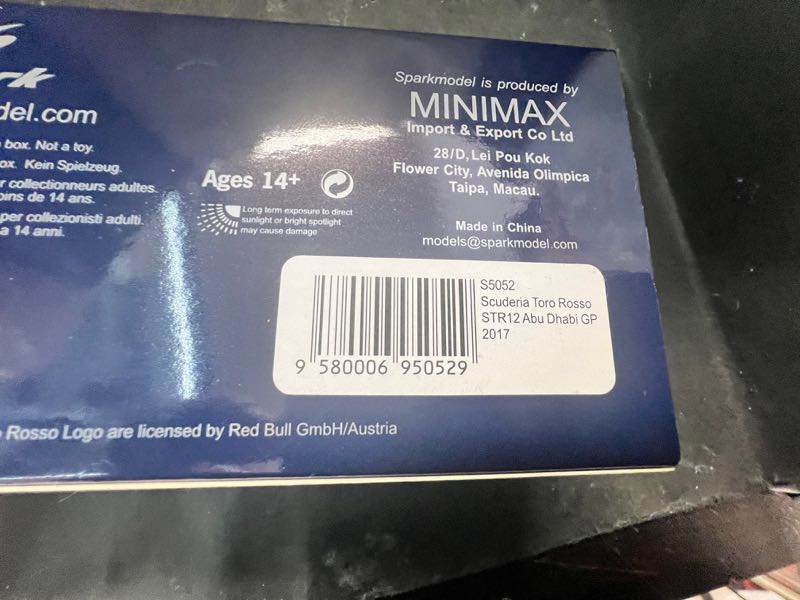 del.com
box. Not a toy.
ox. Kein Spielzeug.
r collectionneurs adultes.
oins de 14 ans.
per collezionisti adulti.
a 14 anni.
Ages 14+
Long term exposure to direct
sunlight or bright spotlight
may cause damage
Sparkmodel is produced by
MINIMAX
Import & Export Co Ltd
28/D, Lei Pou Kok
Flower City, Avenida Olimpica
Taipa, Macau.
Made in China
models@sparkmodel.com
S5052
Scuderia Toro Rosso
STR12 Abu Dhabi GP
2017
9 580006 950529
Rosso Logo are licensed by Red Bull GmbH/Austria